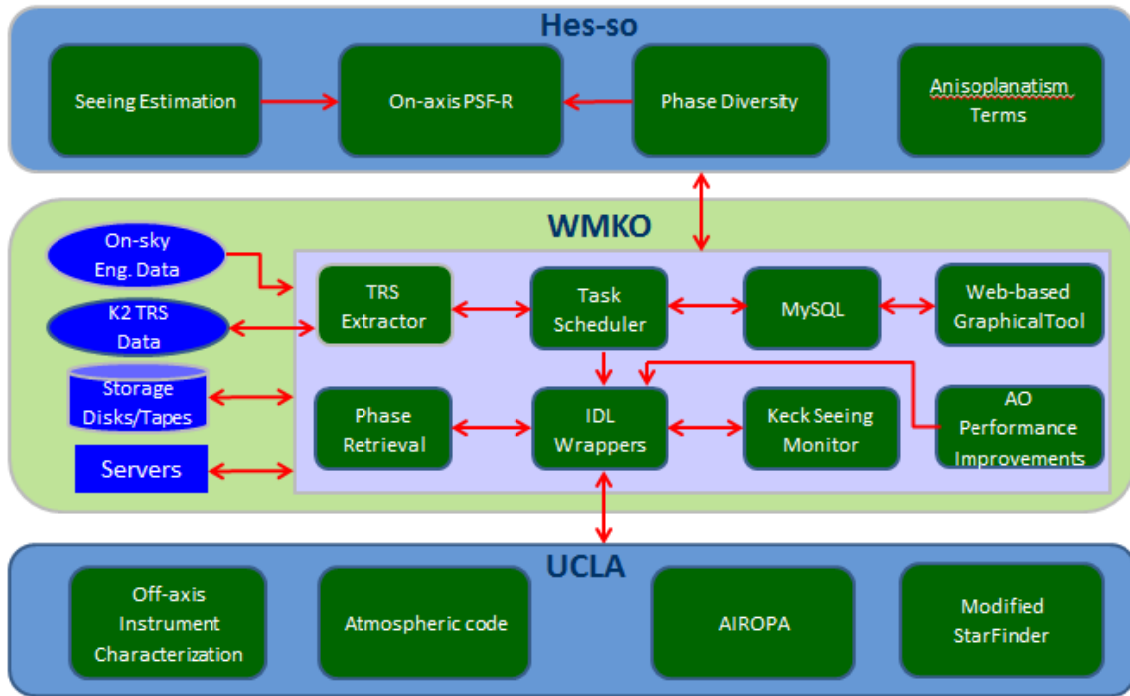 Hes-so
Seeing Estimation
On-axis PSF-R
Phase Diversity
Anisoplanatism
Terms
WMKO
On-sky
Eng. Data
K2 TRS
Data
Storage
Disks/Tapes
Servers
TRS
Extractor
Task
Scheduler
MySQL
Web-based
GraphicalTool
Phase
Retrieval
IDL
Wrappers
Keck Seeing
Monitor
AO
Performance
Improvements
UCLA
Off-axis
Instrument
Characterization
Atmospheric code
AIROPA
Modified
StarFinder